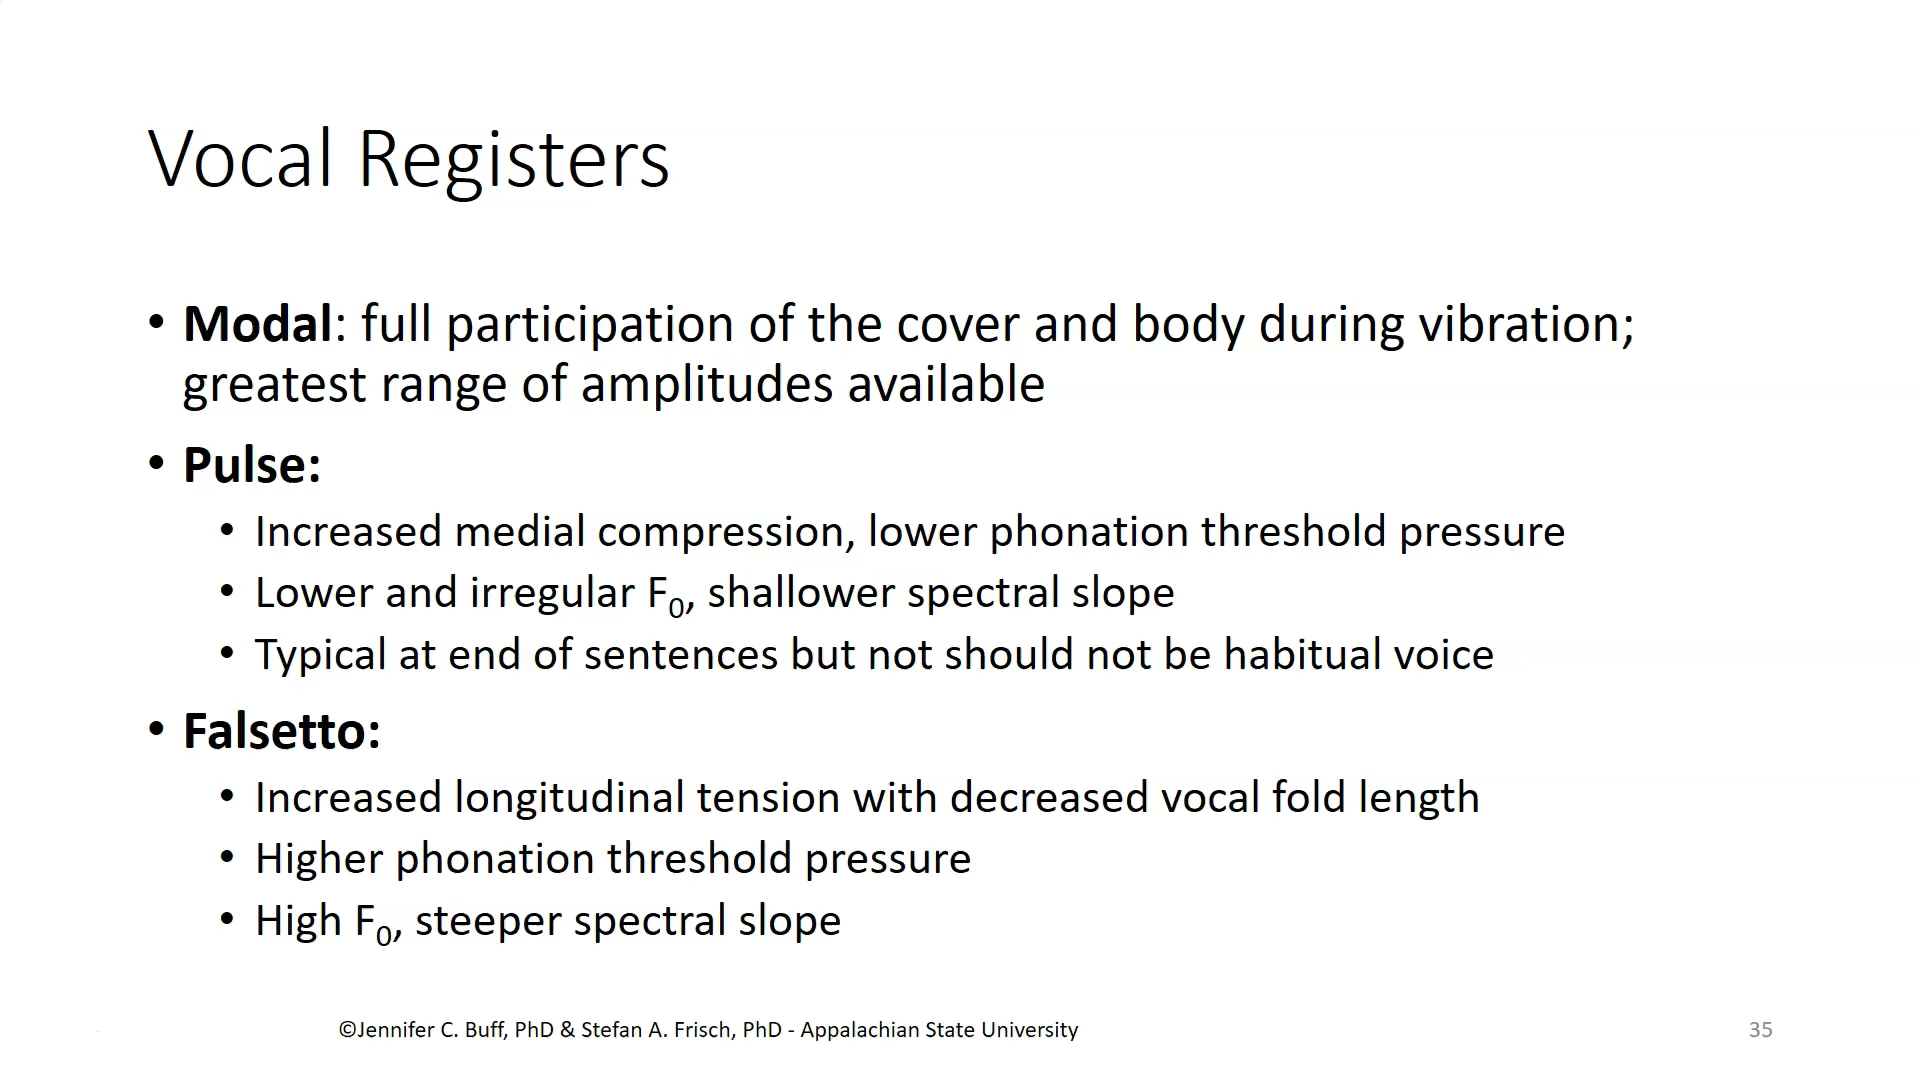 Vocal Registers
• Modal: full participation of the cover and body during vibration;
greatest range of amplitudes available
• Pulse:
• Increased medial compression, lower phonation threshold pressure
• Lower and irregular F₀, shallower spectral slope
• Typical at end of sentences but not should not be habitual voice
• Falsetto:
• Increased longitudinal tension with decreased vocal fold length
• Higher phonation threshold pressure
• High F₀, steeper spectral slope
©Jennifer C. Buff, PhD & Stefan A. Frisch, PhD - Appalachian State University
35